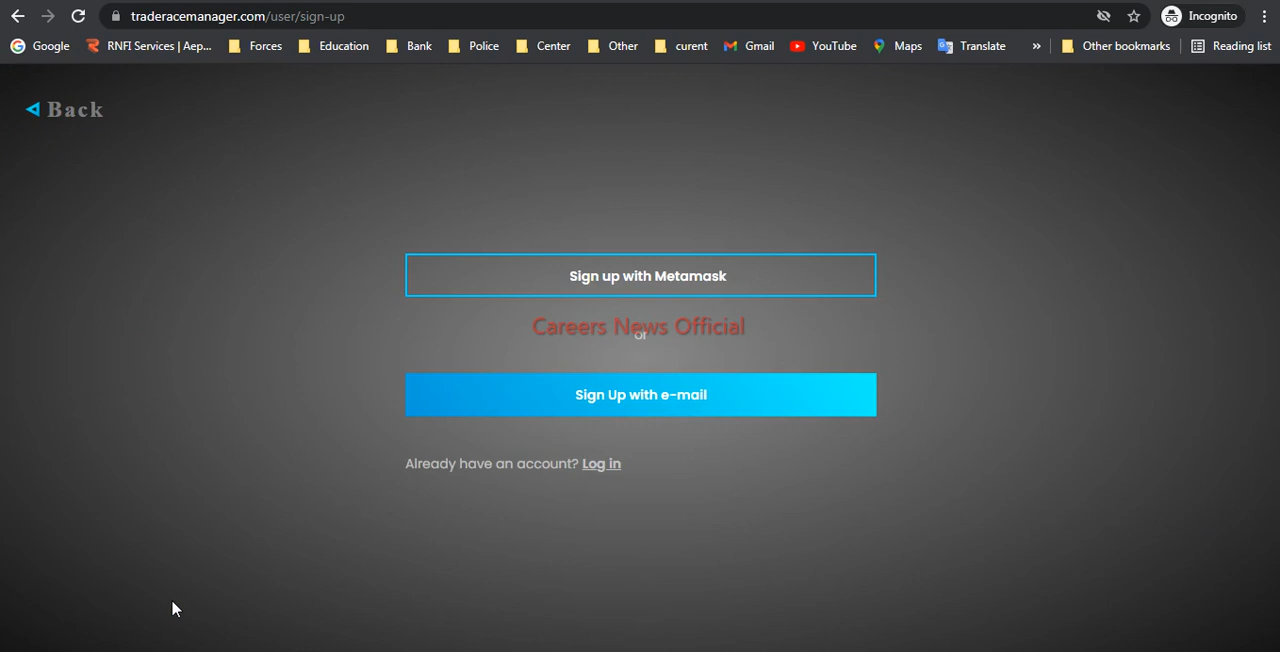 traderacemanager.com/user/sign-up
Incognito
Google
RNFI Services | Aep...
Forces
Education
Bank
Police
Center
Other
curent
Gmail
YouTube
Maps
Translate
»
Other bookmarks
Reading list
Back
Sign up with Metamask
Careers News Official
or
Sign Up with e-mail
Already have an account? Log in